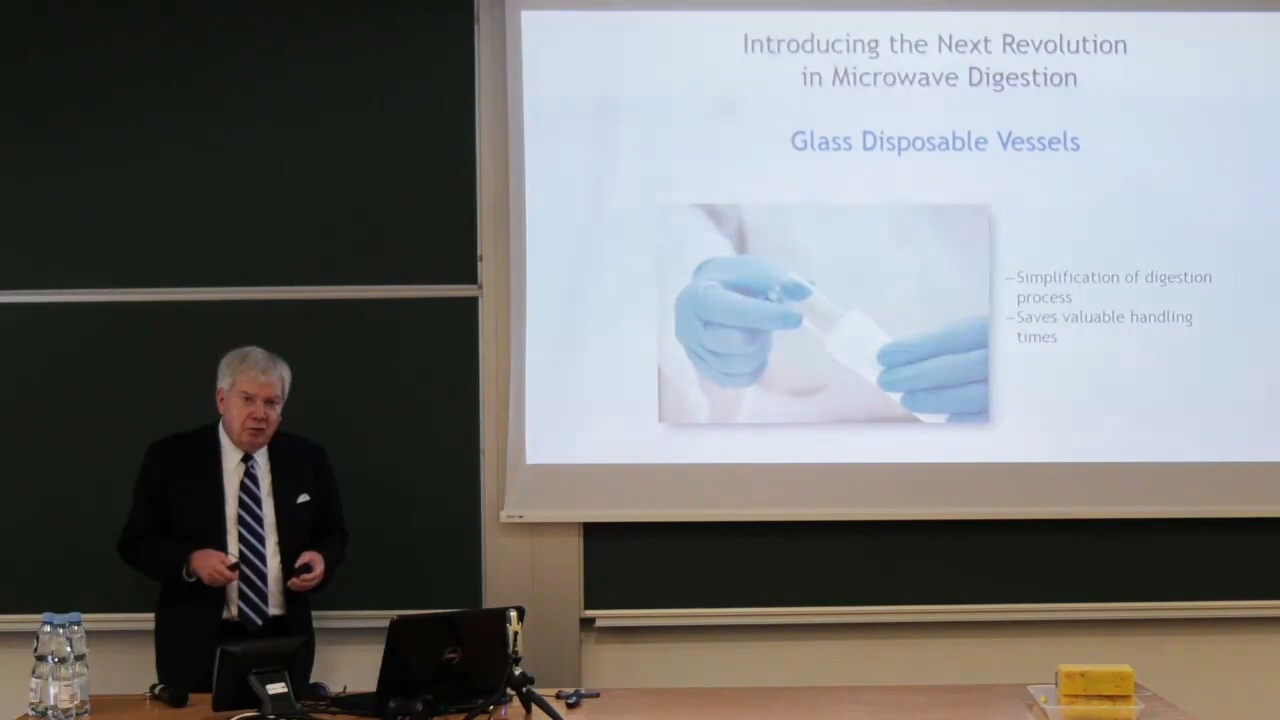 Introducing the Next Revolution
in Microwave Digestion
Glass Disposable Vessels
—Simplification of digestion
process
—Saves valuable handling
times